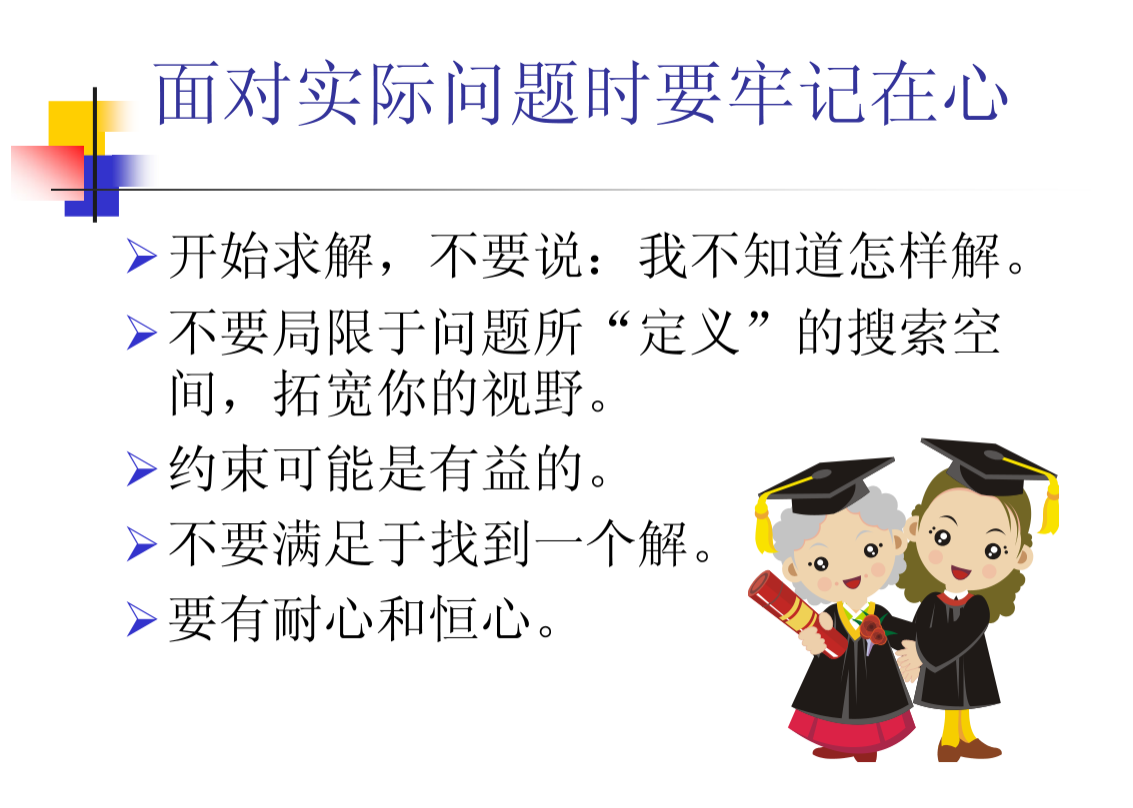 面对实际问题时要牢记在心
开始求解，不要说：我不知道怎样解。
不要局限于问题所“定义”的搜索空
间，拓宽你的视野。
约束可能是有益的。
不要满足于找到一个解。
要有耐心和恒心。